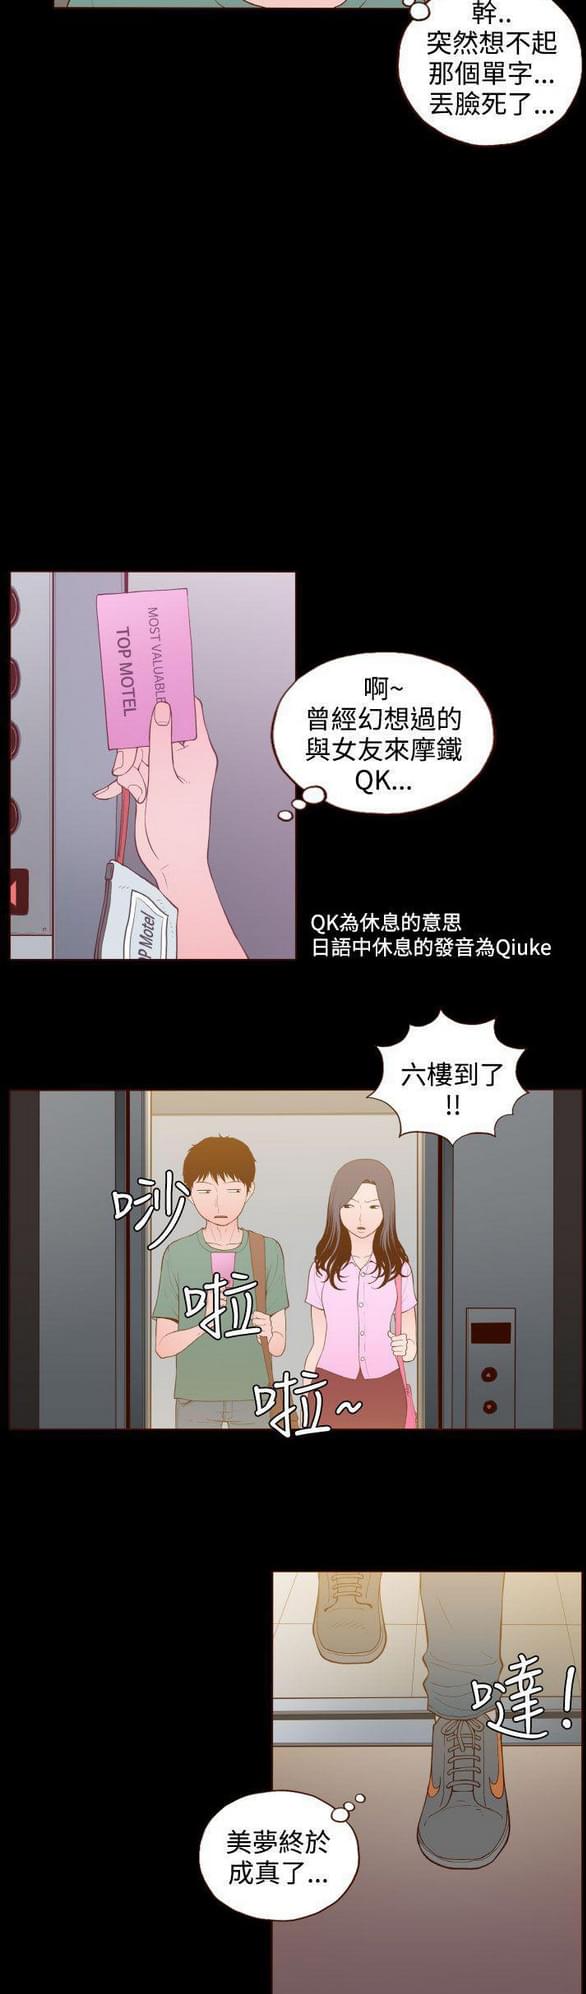 幹..
突然想不起
那個單字...
丟臉死了...
MOST VALUABLE
TOP MOTEL
TOP Motel
啊~
曾經幻想過的
與女友來摩鐵
QK...
QK為休息的意思
日語中休息的發音為Qiuke
六樓到了
!!
唦
啦
啦~
噠!
美夢終於
成真了...